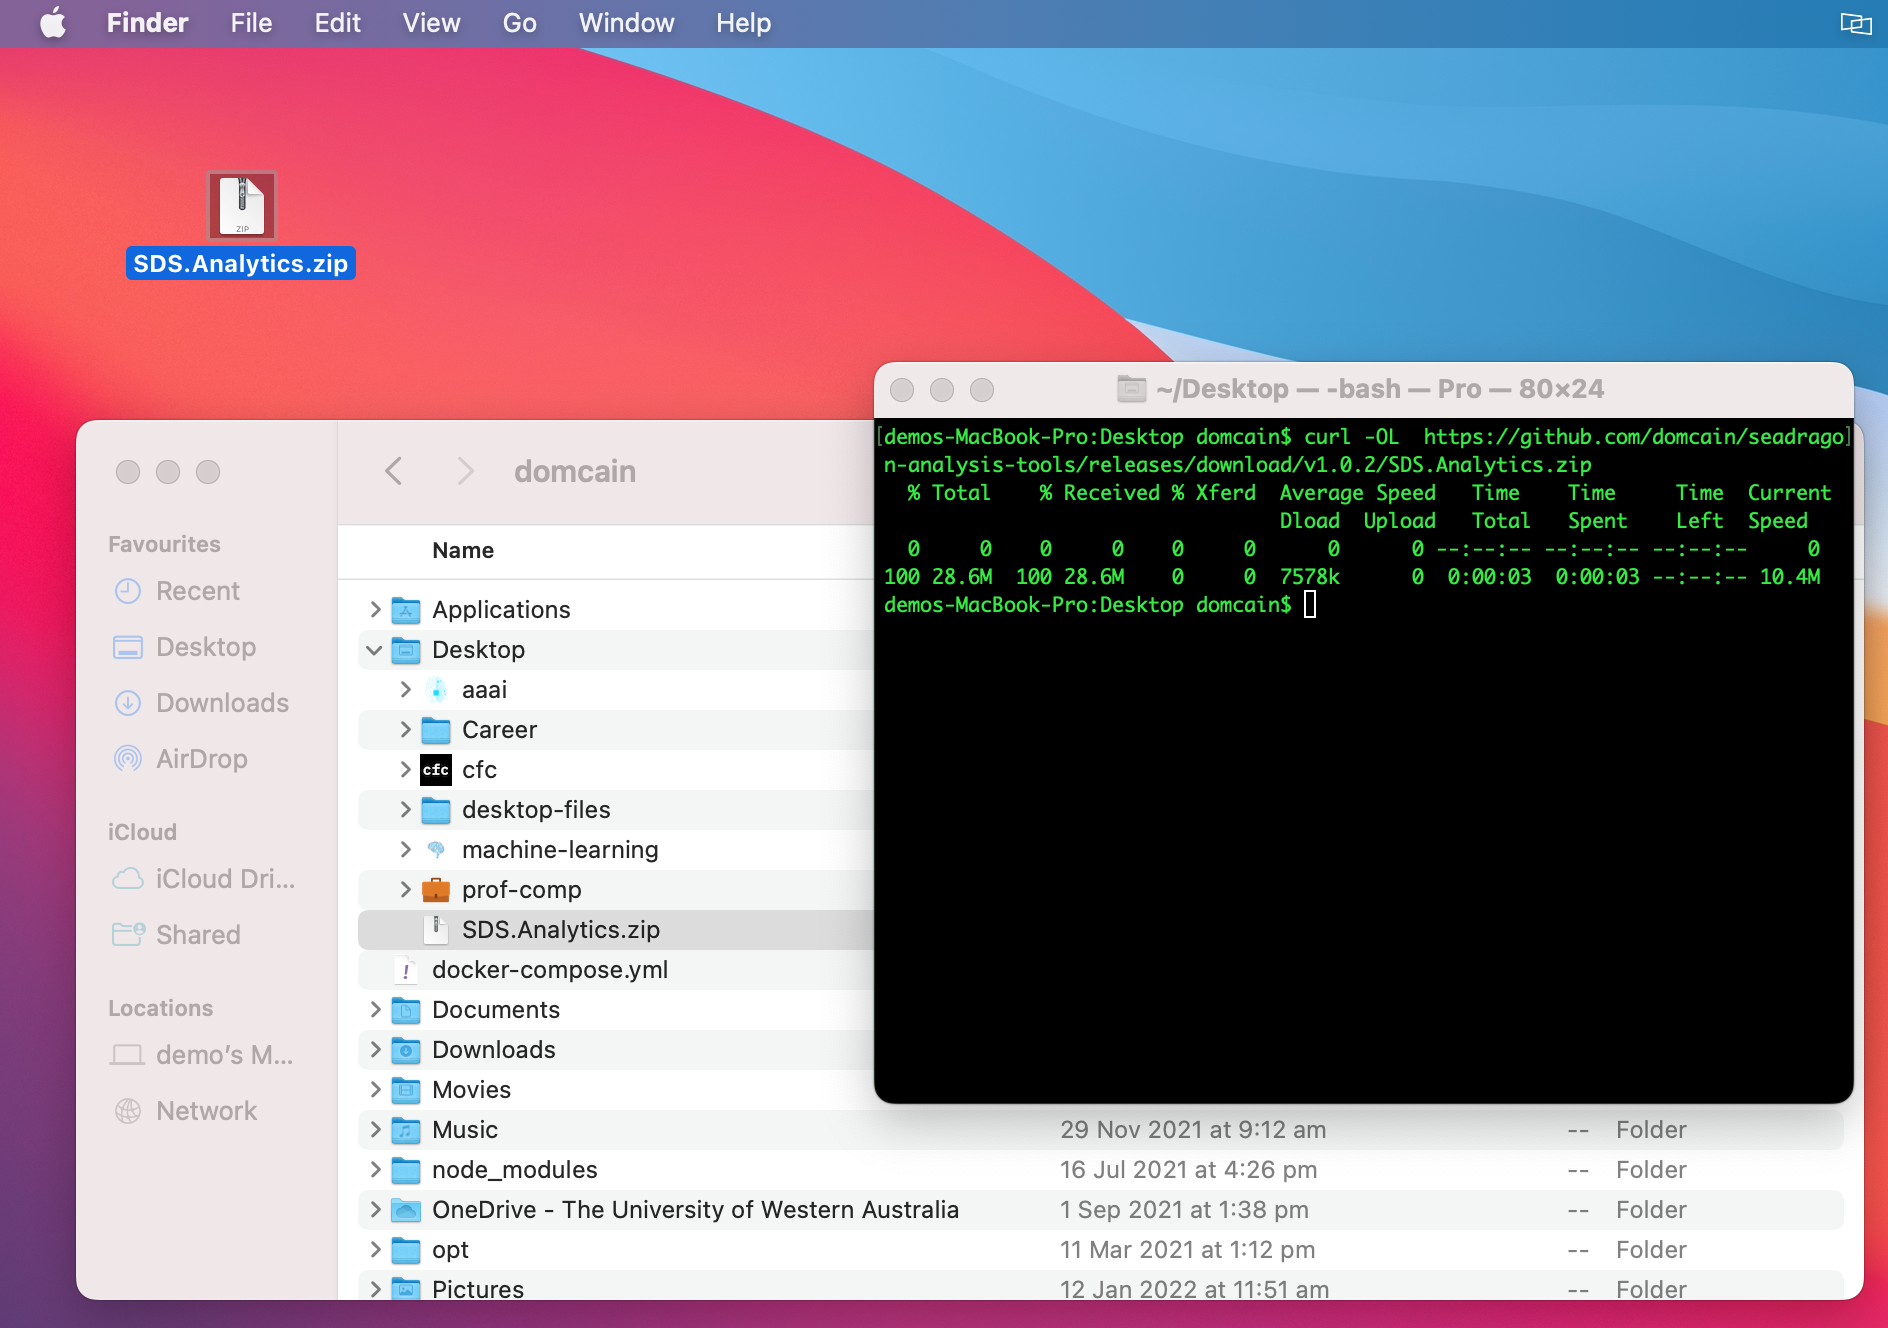 Finder File Edit View Go Window Help
ZIP
SDS.Analytics.zip
~/Desktop — -bash — Pro — 80×24
[demos-MacBook-Pro:Desktop domcain$ curl -OL  https://github.com/domcain/seadrago]
n-analysis-tools/releases/download/v1.0.2/SDS.Analytics.zip
% Total % Received % Xferd Average Speed Time Time Time Current
Dload Upload Total Spent Left Speed
0 0 0 0 0 0 0 0 --:--:-- --:--:-- --:--:-- 0
100 28.6M 100 28.6M 0 0 7578k 0 0:00:03 0:00:03 --:--:-- 10.4M
demos-MacBook-Pro:Desktop domcain$
domcain
Favourites
Recent
Desktop
Downloads
AirDrop
iCloud
iCloud Dri...
Shared
Locations
demo’s M...
Network
Name
Applications
Desktop
aaai
Career
cfc cfc
desktop-files
machine-learning
prof-comp
SDS.Analytics.zip
! docker-compose.yml
Documents
Downloads
Movies
Music 29 Nov 2021 at 9:12 am -- Folder
node_modules 16 Jul 2021 at 4:26 pm -- Folder
OneDrive - The University of Western Australia 1 Sep 2021 at 1:38 pm -- Folder
opt 11 Mar 2021 at 1:12 pm -- Folder
Pictures 12 Jan 2022 at 11:51 am -- Folder